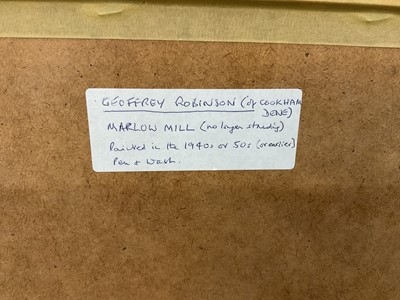 GEOFFREY ROBINSON (of COOKHAM
DENE)
MARLOW MILL (no longer standing)
Painted in the 1940s or 50s (or earlier)
Pen & Wash.